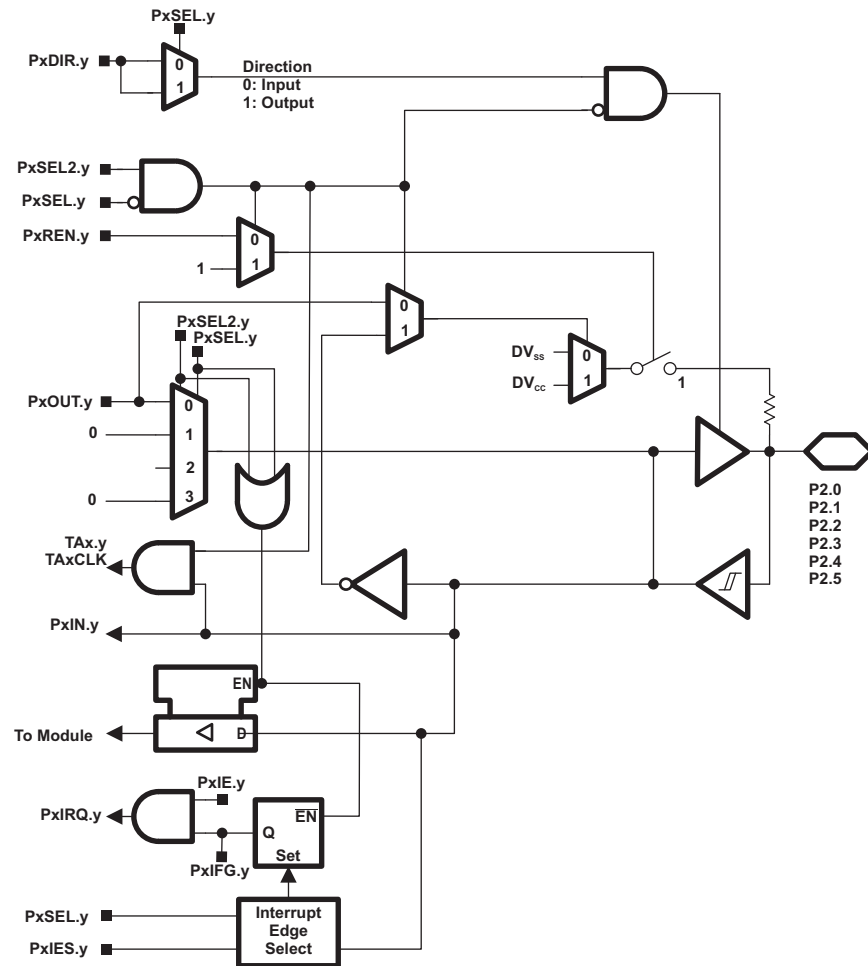 PxSEL.y
PxDIR.y
0
1
Direction
0: Input
1: Output
PxSEL2.y
PxSEL.y
PxREN.y
0
1
1
0
1
PxSEL2.y
PxSEL.y
DVSS
DVCC
0
1
1
PxOUT.y
0
0
1
2
0
3
P2.0
P2.1
P2.2
P2.3
P2.4
P2.5
TAx.y
TAxCLK
PxIN.y
EN
D
To Module
PxIE.y
PxIRQ.y
EN
Q
Set
PxIFG.y
PxSEL.y
PxIES.y
Interrupt
Edge
Select